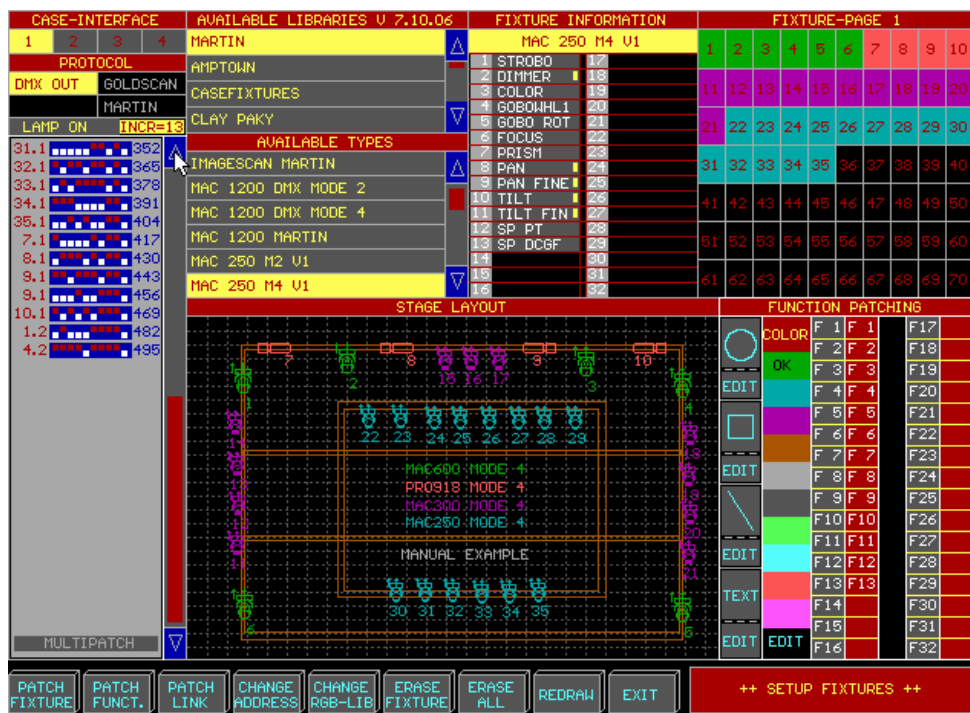 CASE-INTERFACE
1 2 3 4
PROTOCOL
DMX OUT GOLDSCAN
MARTIN
LAMP ON INCR=13
31.1 352
32.1 365
33.1 378
34.1 391
35.1 404
7.1 417
8.1 430
9.1 443
9.1 456
10.1 469
1.2 482
4.2 495
MULTIPATCH
AVAILABLE LIBRARIES V 7.10.06
MARTIN
AMPTOWN
CASEFIXTURES
CLAY PAKY
AVAILABLE TYPES
IMAGESCAN MARTIN
MAC 1200 DMX MODE 2
MAC 1200 DMX MODE 4
MAC 1200 MARTIN
MAC 250 M2 V1
MAC 250 M4 V1
FIXTURE INFORMATION
MAC 250 M4 V1
1 STROBO 17
2 DIMMER 18
3 COLOR 19
4 GOBOWHL1 20
5 GOBO ROT 21
6 FOCUS 22
7 PRISM 23
8 PAN 24
9 PAN FINE 25
10 TILT 26
11 TILT FIN 27
12 SP PT 28
13 SP DCGF 29
14 30
15 31
16 32
FIXTURE-PAGE 1
1 2 3 4 5 6 7 8 9 10
11 12 13 14 15 16 17 18 19 20
21 22 23 24 25 26 27 28 29 30
31 32 33 34 35 36 37 38 39 40
41 42 43 44 45 46 47 48 49 50
51 52 53 54 55 56 57 58 59 60
61 62 63 64 65 66 67 68 69 70
STAGE LAYOUT
7 2 8 15 16 17 9 3 10
4
22 23 24 25 26 27 28 29
MAC600 MODE 4
PRO918 MODE 4
MAC300 MODE 4
MAC250 MODE 4
MANUAL EXAMPLE
20
21
30 31 32 33 34 35
6 5
FUNCTION PATCHING
EDIT
EDIT
EDIT
TEXT
EDIT
COLOR
OK
EDIT
F 1 F 1 F17
F 2 F 2 F18
F 3 F 3 F19
F 4 F 4 F20
F 5 F 5 F21
F 6 F 6 F22
F 7 F 7 F23
F 8 F 8 F24
F 9 F 9 F25
F10 F10 F26
F11 F11 F27
F12 F12 F28
F13 F13 F29
F14 F30
F15 F31
F16 F32
PATCH FIXTURE
PATCH FUNCT.
PATCH LINK
CHANGE ADDRESS
CHANGE RGB-LIB
ERASE FIXTURE
ERASE ALL
REDRAW
EXIT
++ SETUP FIXTURES ++